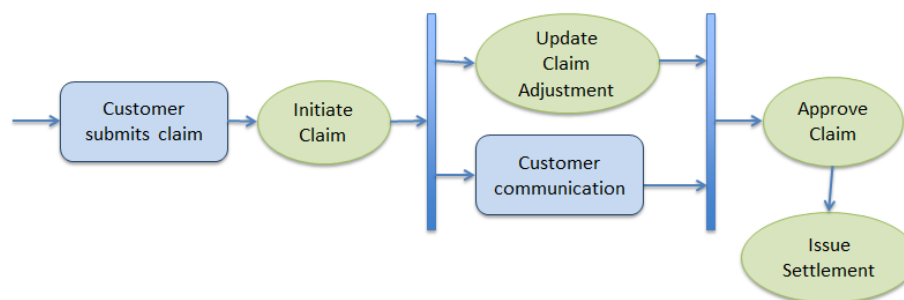 Customer
submits claim
Initiate
Claim
Update
Claim
Adjustment
Customer
communication
Approve
Claim
Issue
Settlement